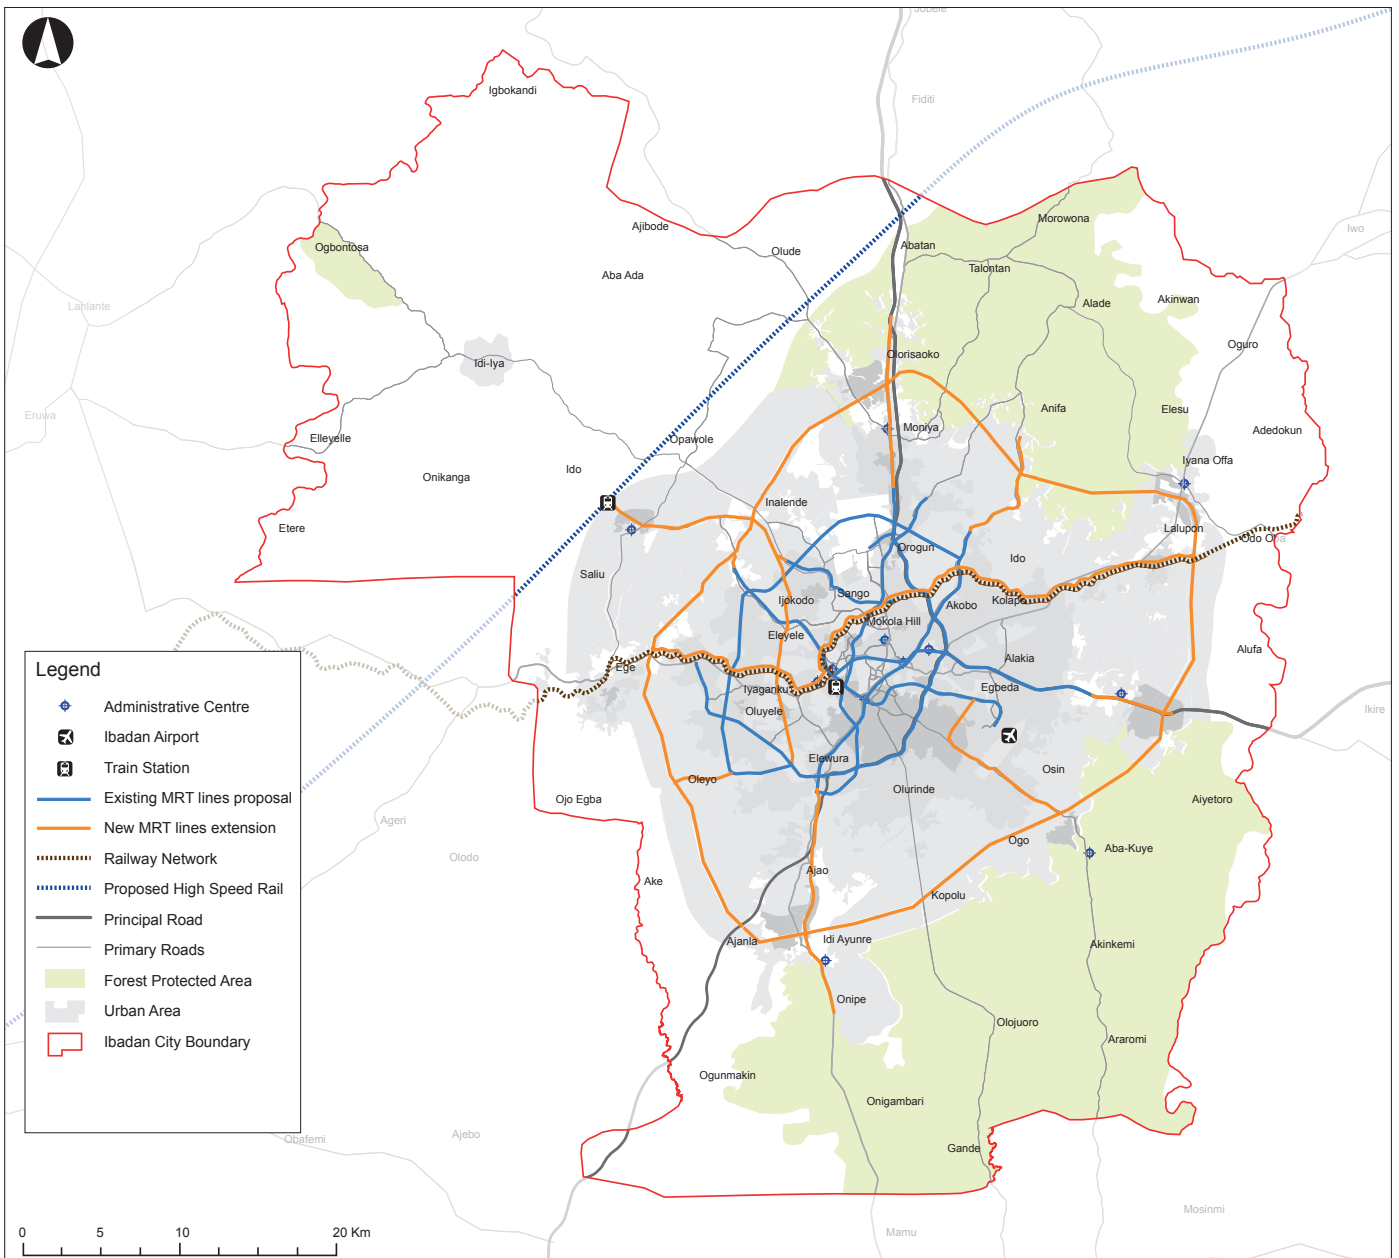 Jobele
Igbokandi
Fiditi
Morowona
Ajibode
Iwo
Ogbontosa
Olude
Abatan
Talontan
Aba Ada
Akinwan
Lanlante
Alade
Oguro
Olorisaoko
Idi-Iya
Eruwa
Anifa
Elesu
Moniya
Adedokun
Elleyelle
Opawole
Iyana Offa
Ido
Onikanga
Inalende
Etere
Lalupon
Odo Oba
Orogun
Ido
Saliu
Sango
Ijokodo
Akobo
Kolapo
Mokola Hill
Eleyele
Alakia
Alufa
Ege
Iyaganku
Egbeda
Oluyele
Ikire
Elewura
Osin
Oleyo
Olurinde
Ojo Egba
Aiyetoro
Ageri
Ogo
Aba-Kuye
Olodo
Ajao
Ake
Kopolu
Ajanla
Idi Ayunre
Akinkemi
Onipe
Olojuoro
Araromi
Ogunmakin
Onigambari
Obafemi
Ajebo
Gande
Mosinmi
Mamu
Legend
Administrative Centre
Ibadan Airport
Train Station
Existing MRT lines proposal
New MRT lines extension
Railway Network
Proposed High Speed Rail
Principal Road
Primary Roads
Forest Protected Area
Urban Area
Ibadan City Boundary
0 5 10 20 Km